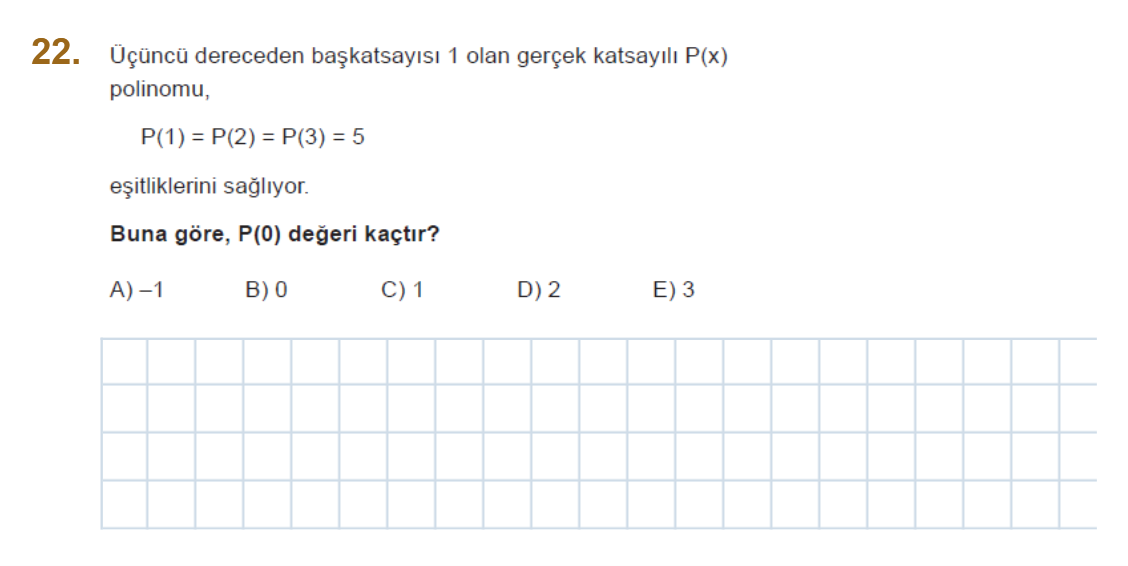 22. Üçüncü dereceden başkatsayısı 1 olan gerçek katsayılı P(x)
polinomu,
P(1) = P(2) = P(3) = 5
eşitliklerini sağlıyor.
Buna göre, P(0) değeri kaçtır?
A) –1 B) 0 C) 1 D) 2 E) 3